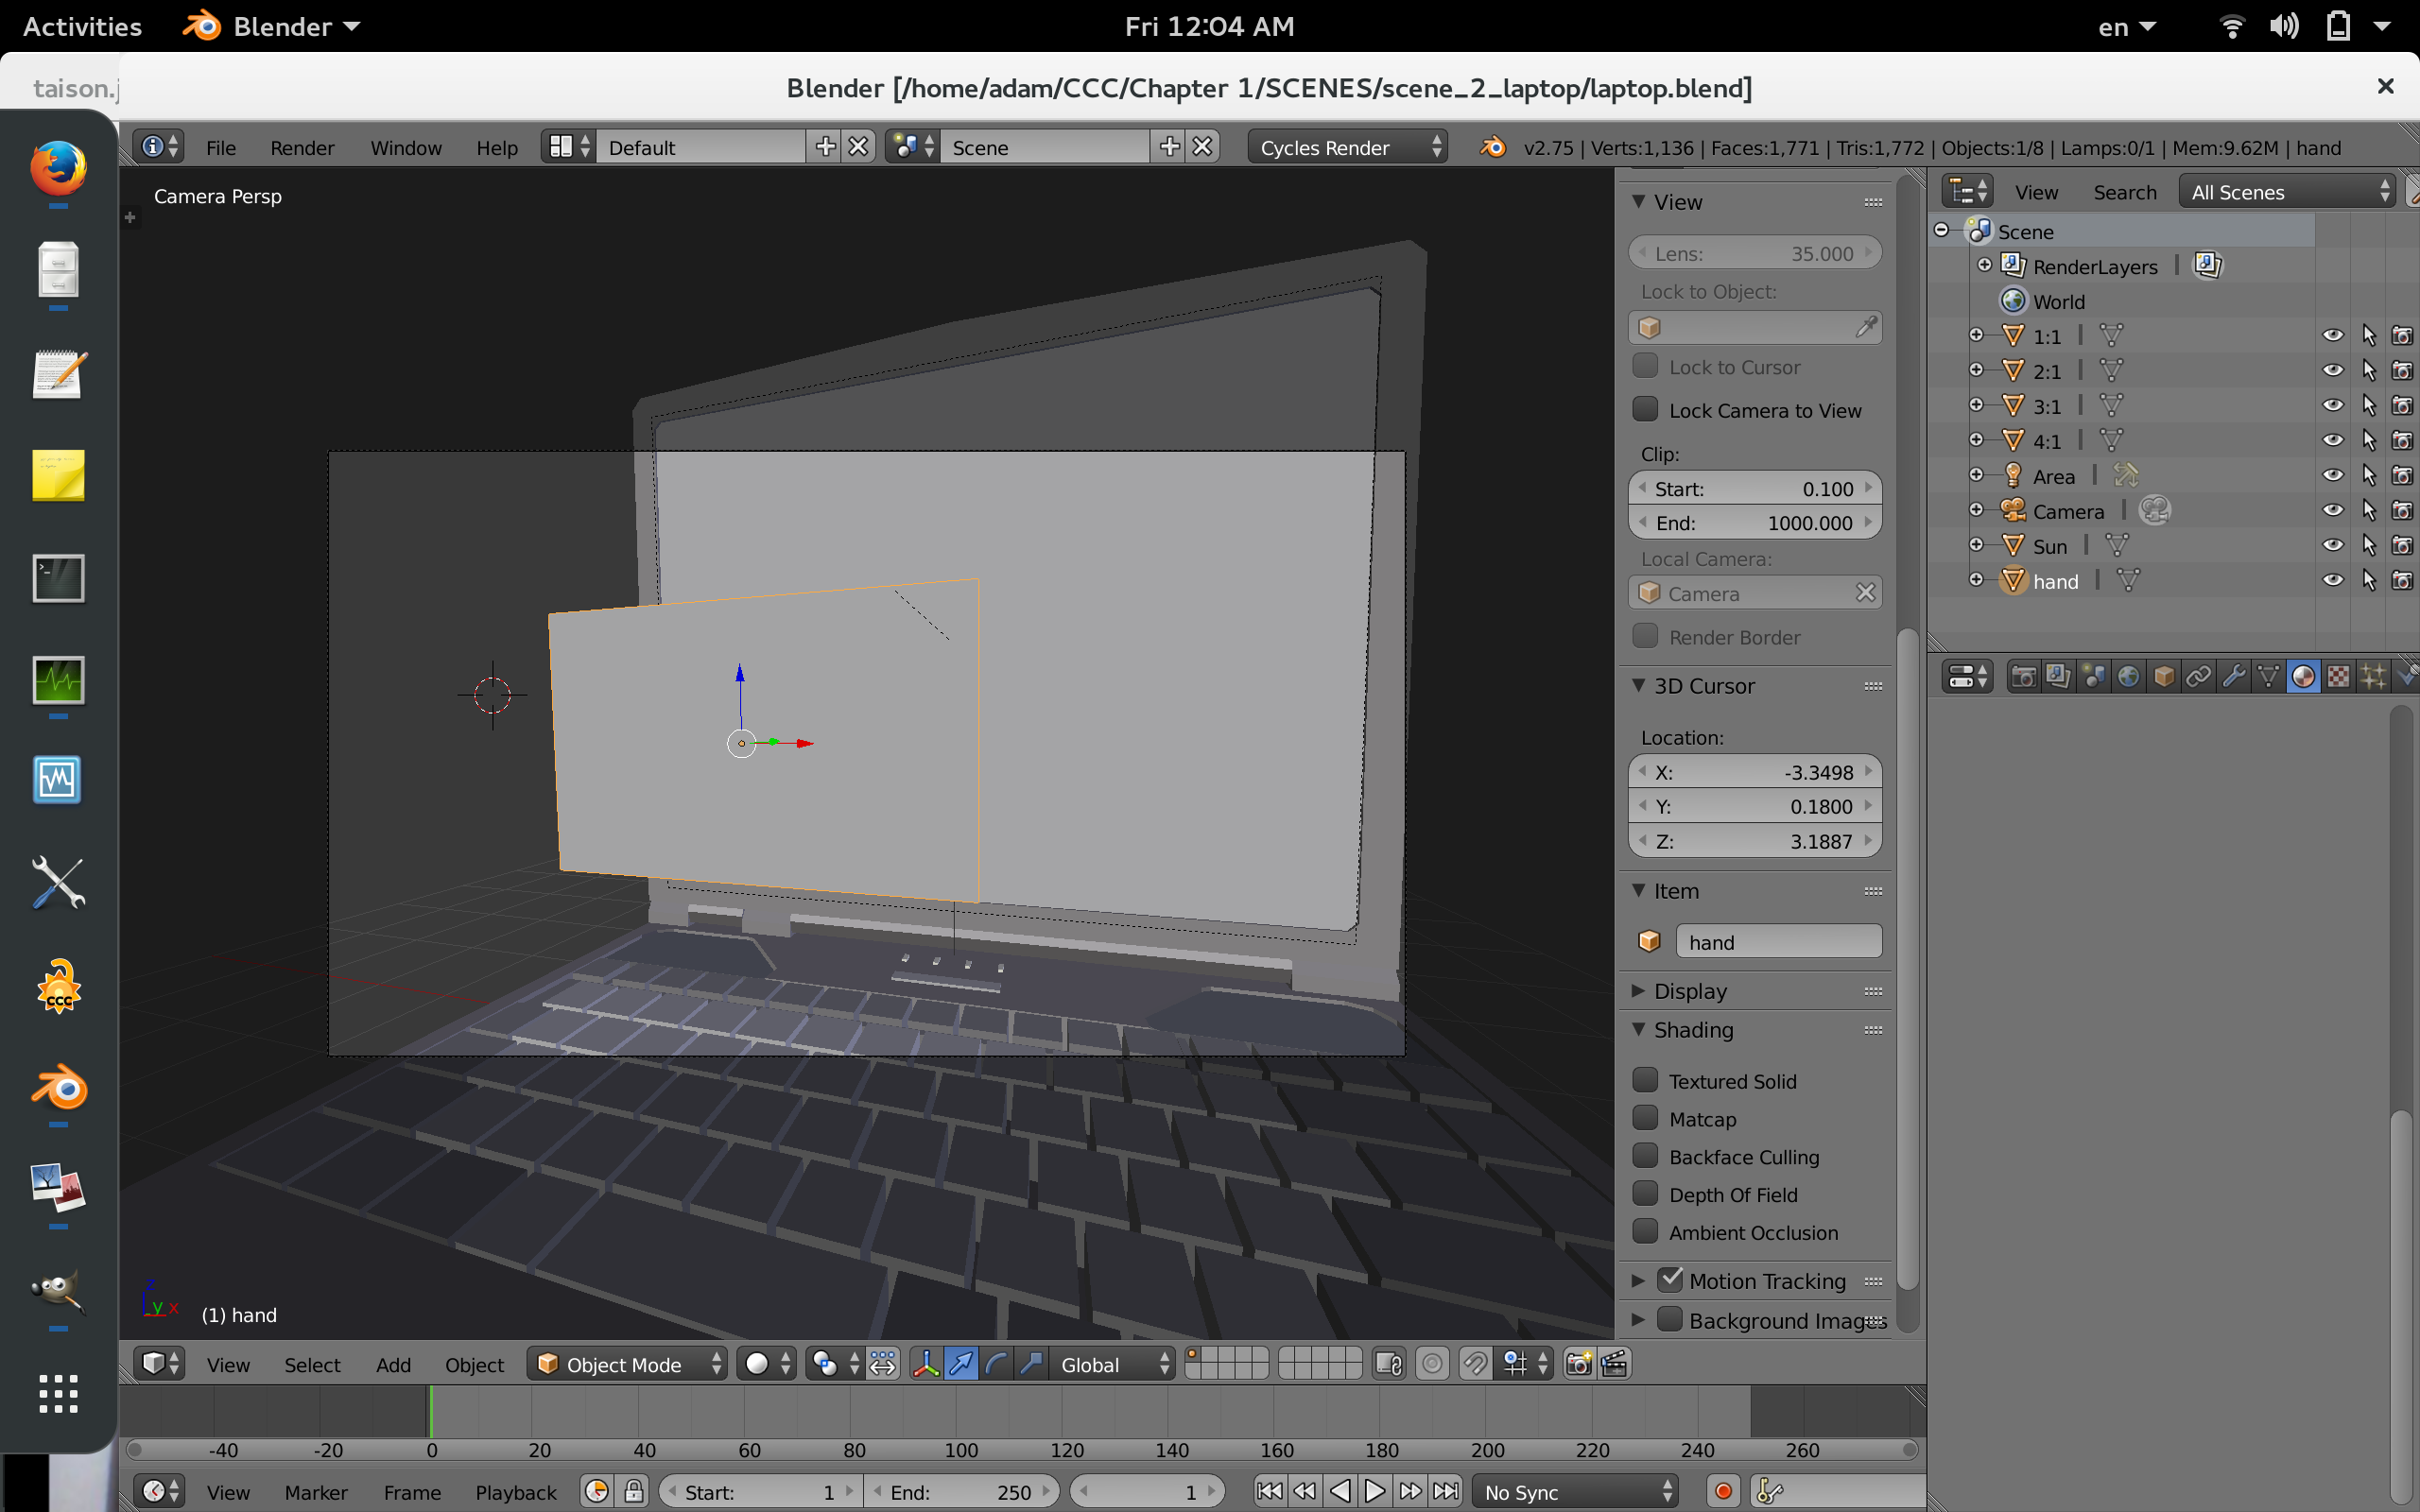 Activities Blender Fri 12:04 AM en
taison.j Blender [/home/adam/CCC/Chapter 1/SCENES/scene_2_laptop/laptop.blend]
File Render Window Help Default Scene Cycles Render v2.75 | Verts:1,136 | Faces:1,771 | Tris:1,772 | Objects:1/8 | Lamps:0/1 | Mem:9.62M | hand
Camera Persp
View
Lens: 35.000
Lock to Object:
Lock to Cursor
Lock Camera to View
Clip:
Start: 0.100
End: 1000.000
Local Camera:
Camera
Render Border
3D Cursor
Location:
X: -3.3498
Y: 0.1800
Z: 3.1887
Item
hand
Display
Shading
Textured Solid
Matcap
Backface Culling
Depth Of Field
Ambient Occlusion
Motion Tracking
Background Images
View Search All Scenes
Scene
RenderLayers
World
1:1
2:1
3:1
4:1
Area
Camera
Sun
hand
CCC
z
y x
(1) hand
View Select Add Object Object Mode Global
-40 -20 0 20 40 60 80 100 120 140 160 180 200 220 240 260
View Marker Frame Playback Start: 1 End: 250 1 No Sync